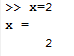 >> x=2
x =
2